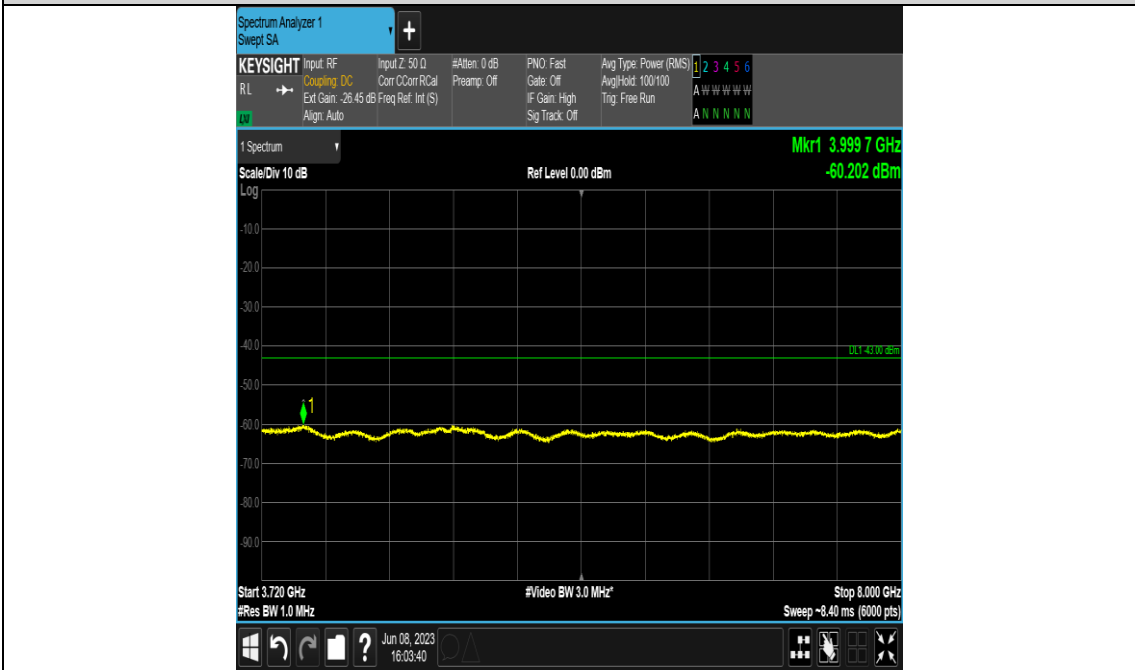 Spectrum Analyzer 1
Swept SA
+
KEYSIGHT Input: RF Input Z: 50 Ω #Atten: 0 dB PNO: Fast Avg Type: Power (RMS) 1 2 3 4 5 6
RL Coupling: DC Corr CCorr RCal Preamp: Off Gate: Off Avg|Hold: 100/100 A W W W W W
Ext Gain: -26.45 dB Freq Ref: Int (S) IF Gain: High Trig: Free Run
LXI Align: Auto Sig Track: Off A N N N N N
1 Spectrum Mkr1 3.999 7 GHz
Scale/Div 10 dB Ref Level 0.00 dBm -60.202 dBm
Log
-10.0
-20.0
-30.0
-40.0
DL1 -43.00 dBm
-50.0
1
-60.0
-70.0
-80.0
-90.0
Start 3.720 GHz #Video BW 3.0 MHz* Stop 8.000 GHz
#Res BW 1.0 MHz Sweep ~8.40 ms (6000 pts)
? Jun 08, 2023
16:03:40